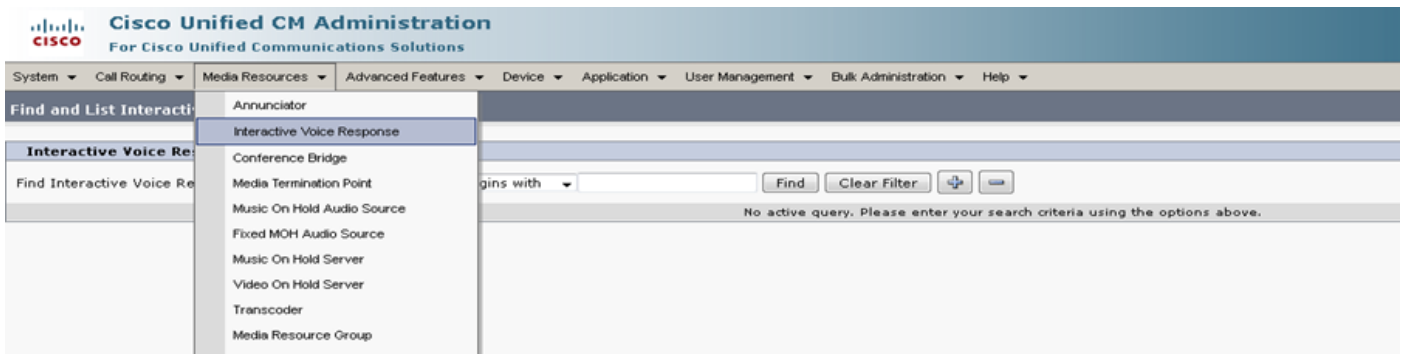 Cisco Unified CM Administration
CISCO For Cisco Unified Communications Solutions
System Call Routing Media Resources Advanced Features Device Application User Management Bulk Administration Help
Find and List Interacti
Annunciator
Interactive Voice Response
Interactive Voice Re
Conference Bridge
Find Interactive Voice Re
Media Termination Point
gins with Find Clear Filter
Music On Hold Audio Source
No active query. Please enter your search criteria using the options above.
Fixed MOH Audio Source
Music On Hold Server
Video On Hold Server
Transcoder
Media Resource Group